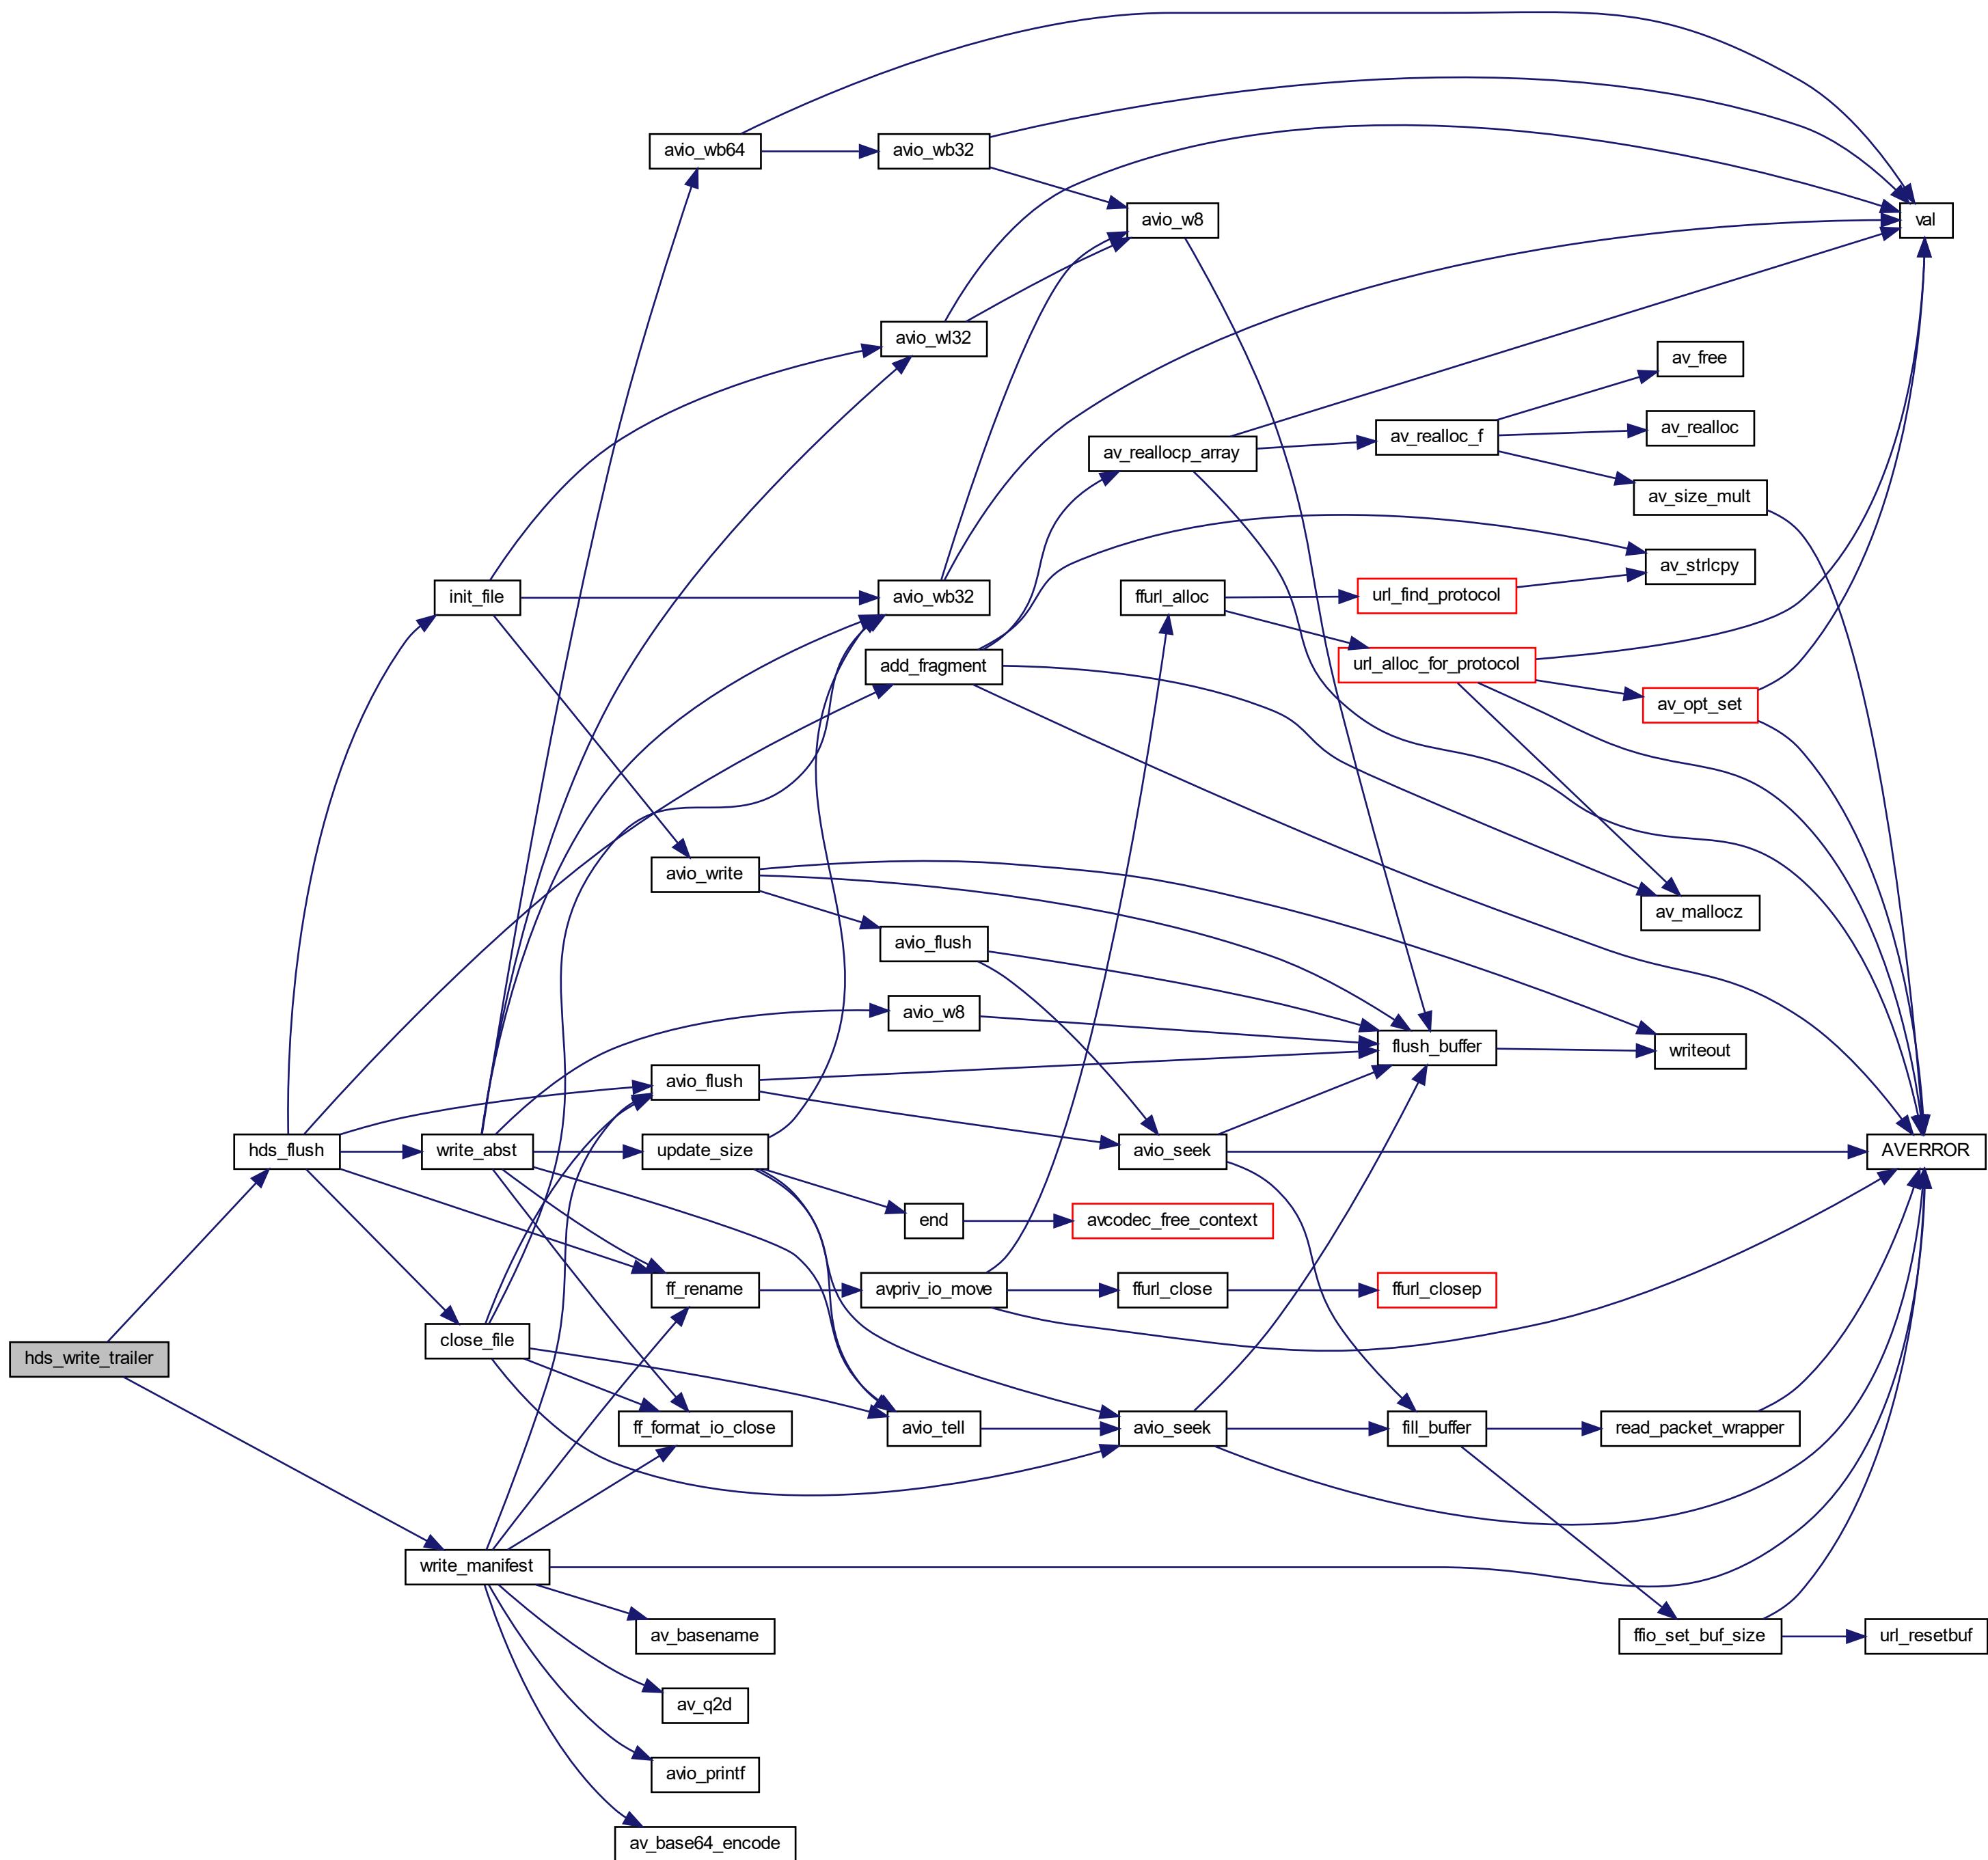 avio_wb64
avio_wb32
avio_w8
val
avio_wl32
av_free
av_realloc
av_realloc_f
av_reallocp_array
av_size_mult
av_strlcpy
init_file
avio_wb32
ffurl_alloc
url_find_protocol
add_fragment
url_alloc_for_protocol
av_opt_set
avio_write
av_mallocz
avio_flush
avio_w8
flush_buffer
writeout
avio_flush
hds_flush
write_abst
update_size
avio_seek
AVERROR
end
avcodec_free_context
ff_rename
avpriv_io_move
ffurl_close
ffurl_closep
close_file
hds_write_trailer
ff_format_io_close
avio_tell
avio_seek
fill_buffer
read_packet_wrapper
write_manifest
av_basename
ffio_set_buf_size
url_resetbuf
av_q2d
avio_printf
av_base64_encode